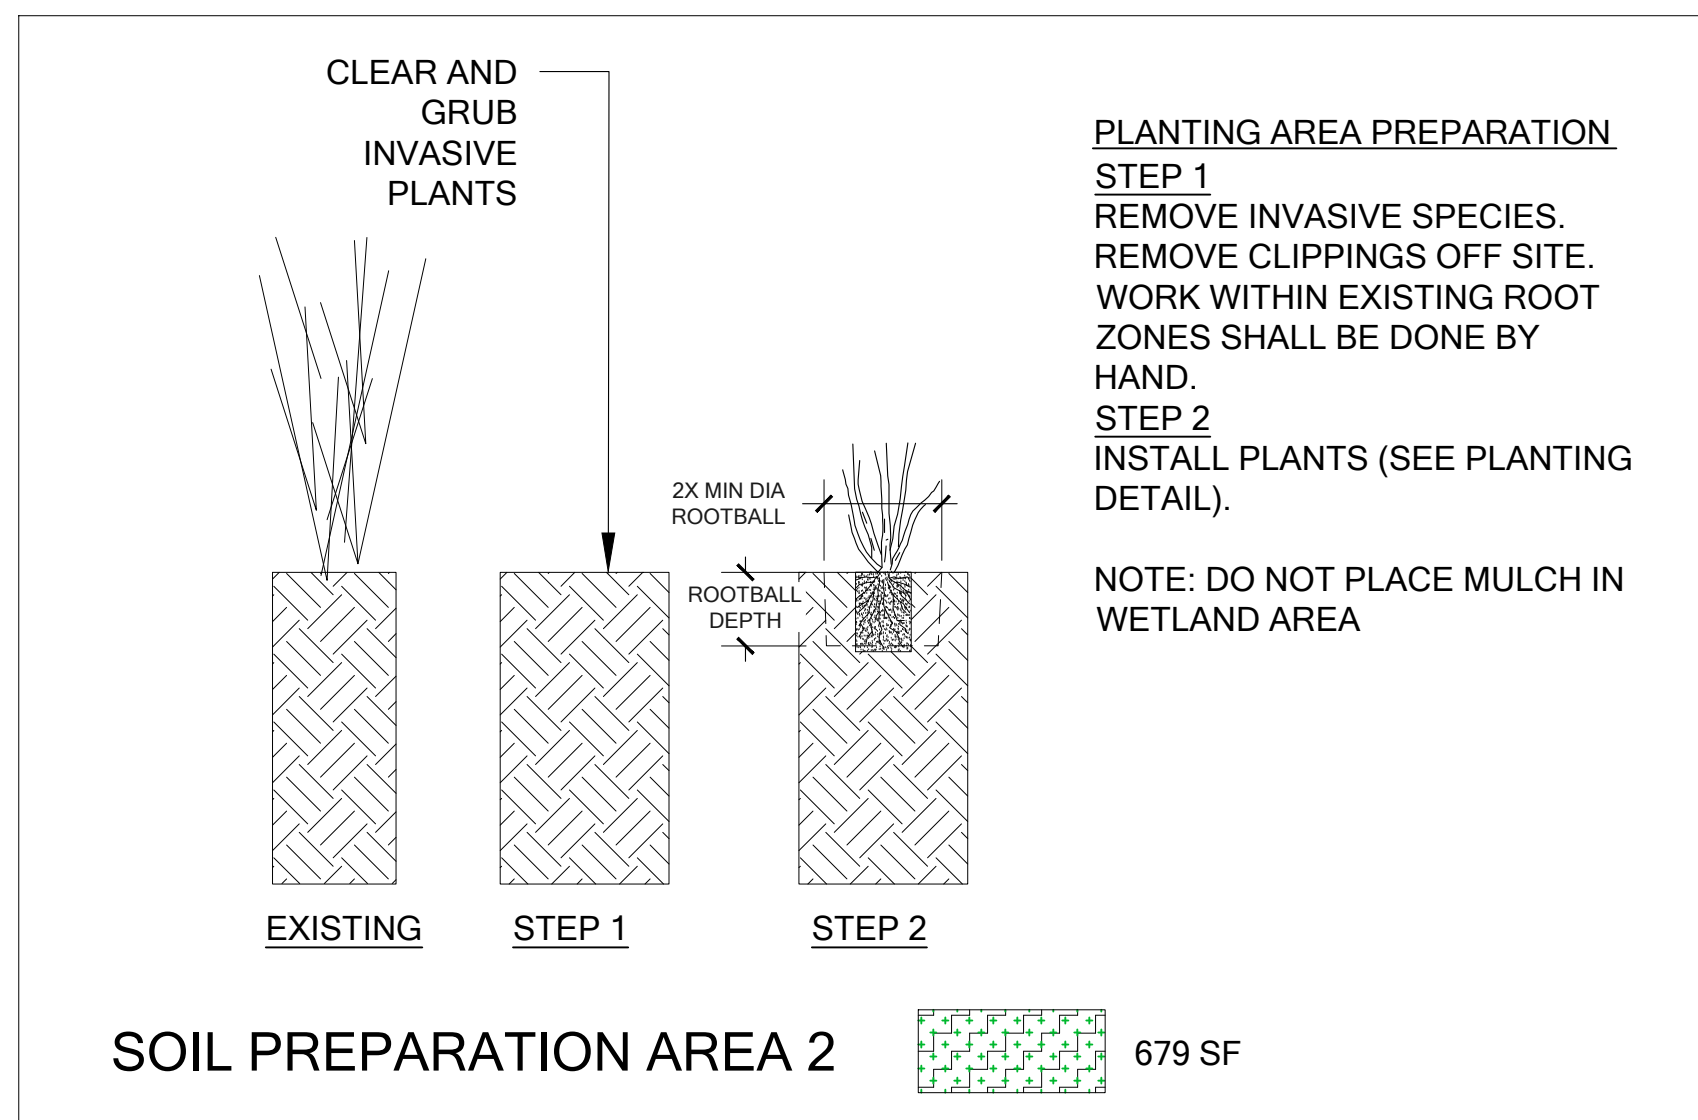 CLEAR AND
GRUB
INVASIVE
PLANTS
PLANTING AREA PREPARATION
STEP 1
REMOVE INVASIVE SPECIES.
REMOVE CLIPPINGS OFF SITE.
WORK WITHIN EXISTING ROOT
ZONES SHALL BE DONE BY
HAND.
STEP 2
INSTALL PLANTS (SEE PLANTING
DETAIL).
NOTE: DO NOT PLACE MULCH IN
WETLAND AREA
2X MIN DIA
ROOTBALL
ROOTBALL
DEPTH
EXISTING
STEP 1
STEP 2
SOIL PREPARATION AREA 2
679 SF